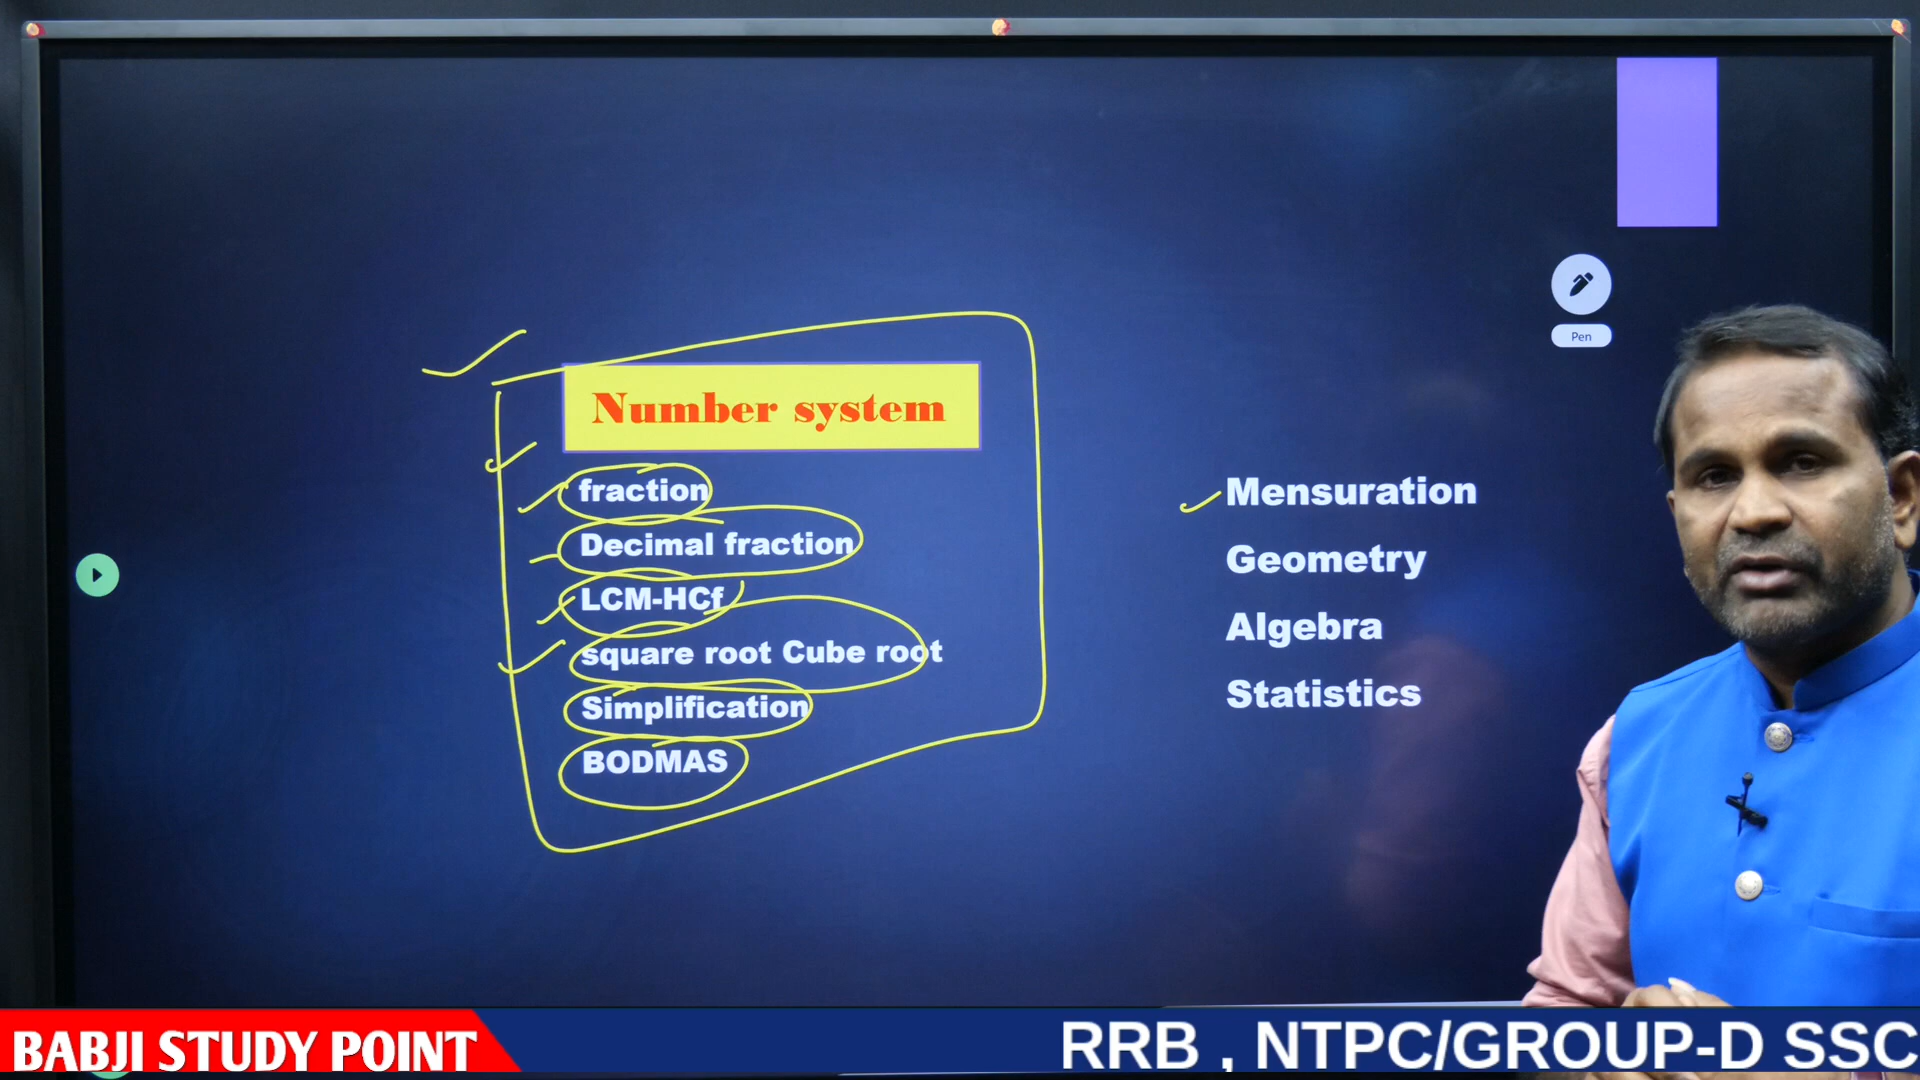 Pen
Number system
fraction
Decimal fraction
LCM-HCf
square root Cube root
Simplification
BODMAS
Mensuration
Geometry
Algebra
Statistics
BABJI STUDY POINT
RRB , NTPC/GROUP-D SSC